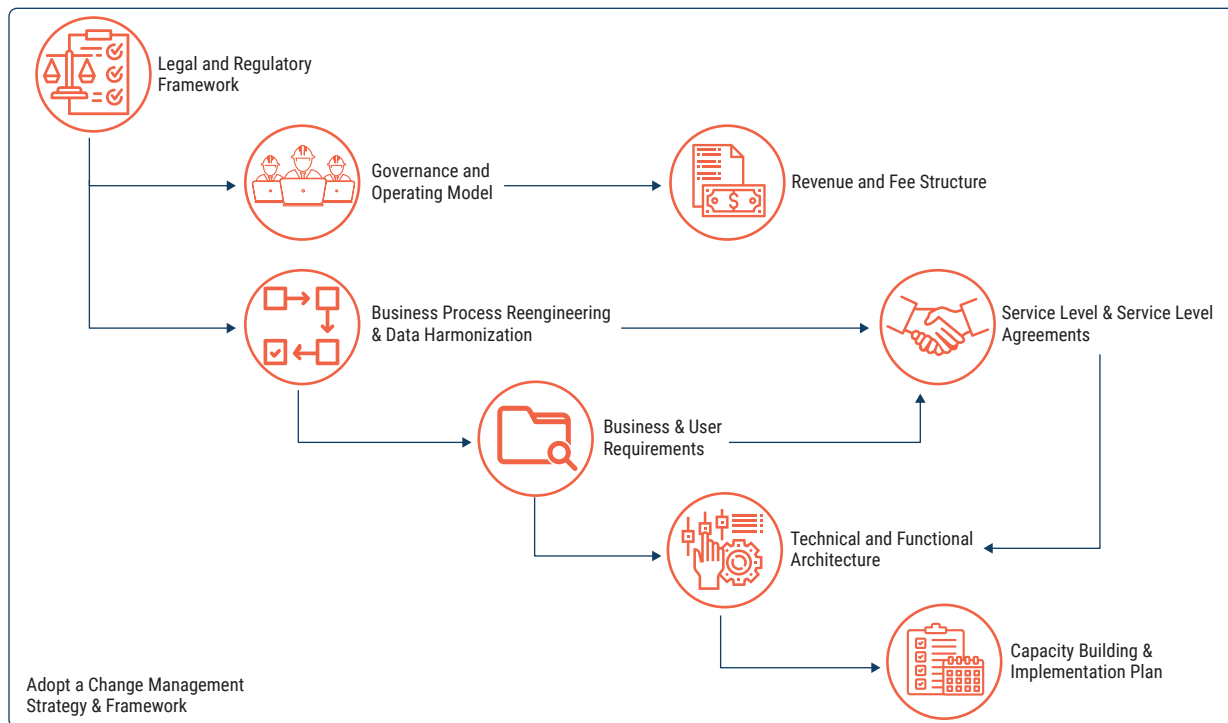 Legal and Regulatory
Framework
Governance and
Operating Model
Revenue and Fee Structure
$
Business Process Reengineering
& Data Harmonization
Service Level & Service Level
Agreements
Business & User
Requirements
Technical and Functional
Architecture
Capacity Building &
Implementation Plan
Adopt a Change Management
Strategy & Framework